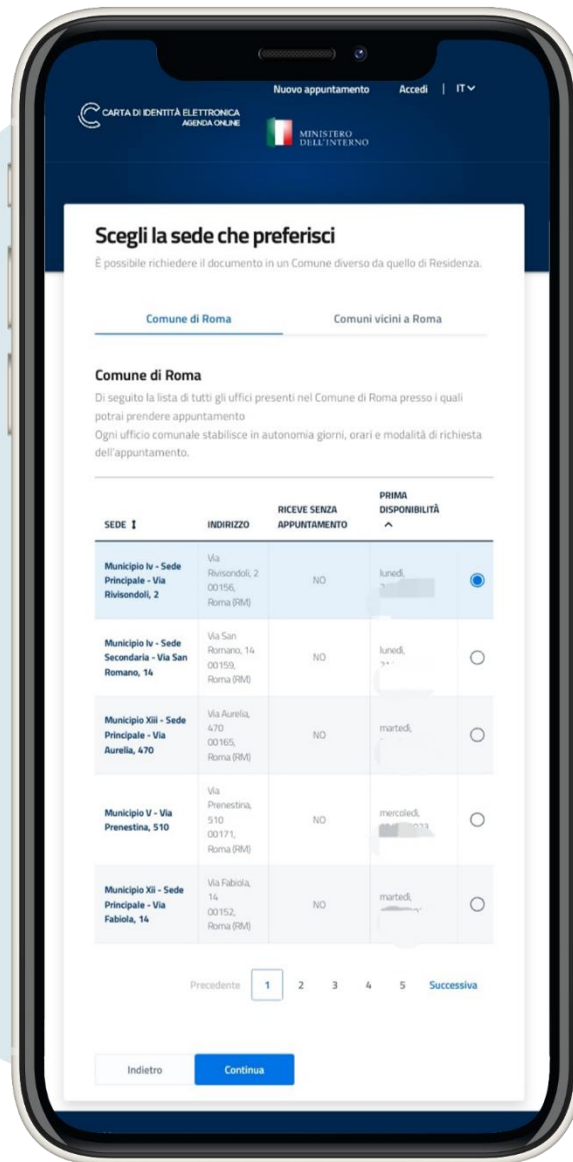 Nuovo appuntamento Accedi | IT
CARTA DI IDENTITÀ ELETTRONICA
AGENDA ONLINE
MINISTERO
DELL'INTERNO
Scegli la sede che preferisci
È possibile richiedere il documento in un Comune diverso da quello di Residenza.
Comune di Roma Comuni vicini a Roma
Comune di Roma
Di seguito la lista di tutti gli uffici presenti nel Comune di Roma presso i quali
potrai prendere appuntamento
Ogni ufficio comunale stabilisce in autonomia giorni, orari e modalità di richiesta
dell'appuntamento.
SEDE
INDIRIZZO
RICEVE SENZA
APPUNTAMENTO
PRIMA
DISPONIBILITÀ
Municipio Iv - Sede
Principale - Via
Rivisondoli, 2
Via
Rivisondoli, 2
00156,
Roma (RM)
NO
lunedì,
Municipio Iv - Sede
Secondaria - Via San
Romano, 14
Via San
Romano, 14
00159,
Roma (RM)
NO
lunedì,
Municipio Xiii - Sede
Principale - Via
Aurelia, 470
Via Aurelia,
470
00165,
Roma (RM)
NO
martedì,
Municipio V - Via
Prenestina, 510
Via
Prenestina,
510
00171,
Roma (RM)
NO
mercoledì,
Municipio Xii - Sede
Principale - Via
Fabiola, 14
Via Fabiola,
14
00152,
Roma (RM)
NO
martedì,
Precedente 1 2 3 4 5 Successiva
Indietro Continua